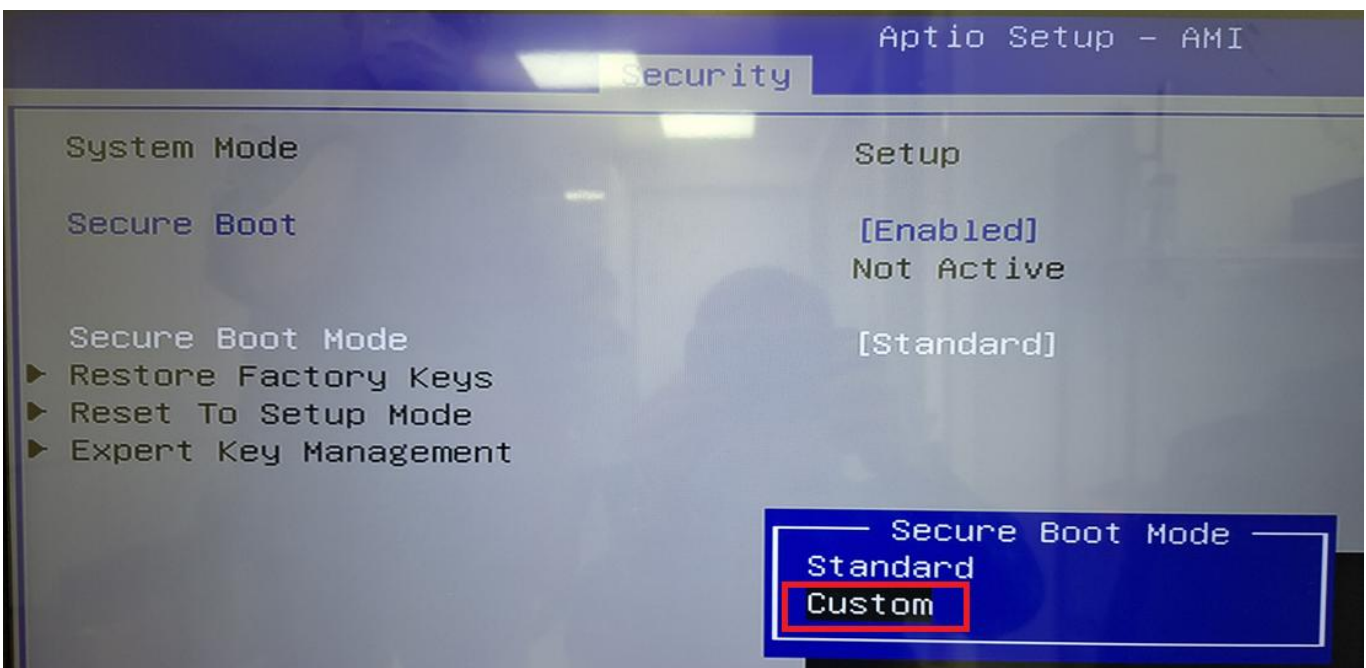 Aptio Setup – AMI
Security
System Mode Setup
Secure Boot [Enabled]
Not Active
Secure Boot Mode [Standard]
Restore Factory Keys
Reset To Setup Mode
Expert Key Management
Secure Boot Mode
Standard
Custom